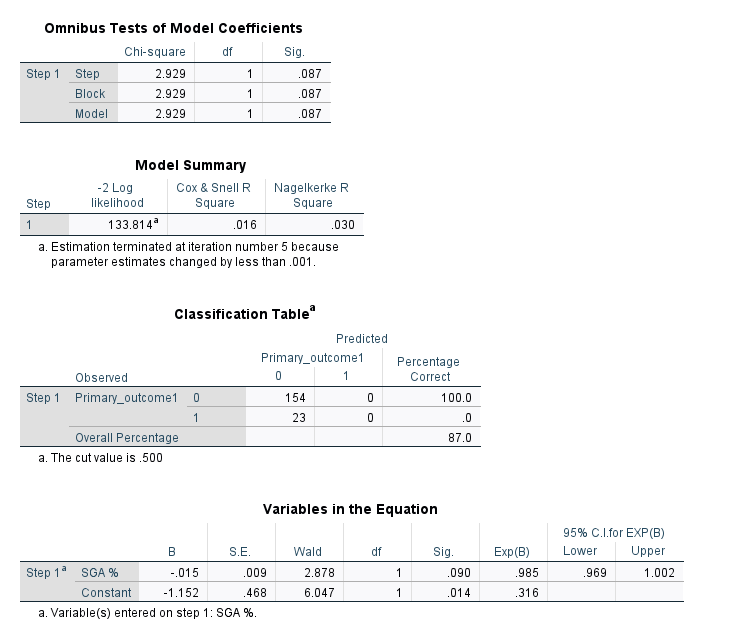 Omnibus Tests of Model Coefficients
Chi-square df Sig.
Step 1 Step 2.929 1 .087
Block 2.929 1 .087
Model 2.929 1 .087
Model Summary
Step -2 Log likelihood Cox & Snell R Square Nagelkerke R Square
1 133.814a .016 .030
a. Estimation terminated at iteration number 5 because
parameter estimates changed by less than .001.
Classification Tablea
Predicted
Primary_outcome1 Percentage Correct
Observed 0 1
Step 1 Primary_outcome1 0 154 0 100.0
1 23 0 .0
Overall Percentage 87.0
a. The cut value is .500
Variables in the Equation
95% C.I.for EXP(B)
B S.E. Wald df Sig. Exp(B) Lower Upper
Step 1a SGA % -.015 .009 2.878 1 .090 .985 .969 1.002
Constant -1.152 .468 6.047 1 .014 .316
a. Variable(s) entered on step 1: SGA %.